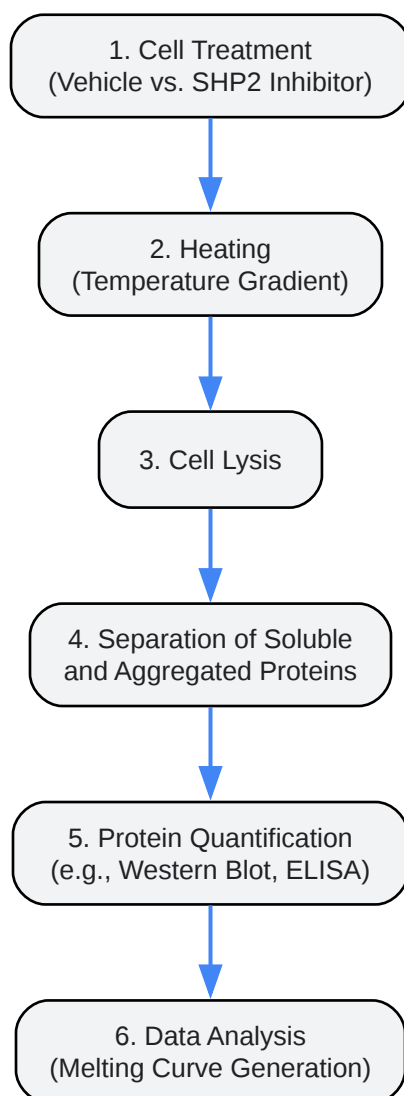 1. Cell Treatment
(Vehicle vs. SHP2 Inhibitor)
2. Heating
(Temperature Gradient)
3. Cell Lysis
4. Separation of Soluble
and Aggregated Proteins
5. Protein Quantification
(e.g., Western Blot, ELISA)
6. Data Analysis
(Melting Curve Generation)